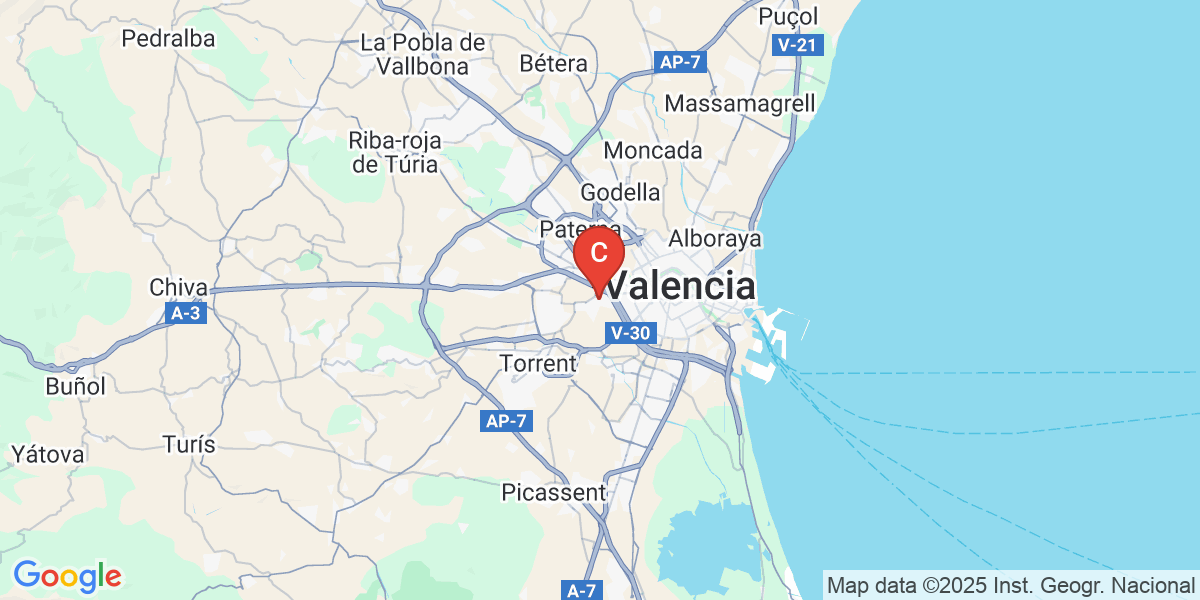 Puçol
Pedralba
V-21
La Pobla de
Vallbona
Bétera
AP-7
Massamagrell
Riba-roja
de Túria
Moncada
Godella
Paterna
Alboraya
C
Valencia
Chiva
A-3
V-30
Torrent
Buñol
AP-7
Turís
Yátova
Picassent
Google
A-7
Map data ©2025 Inst. Geogr. Nacional